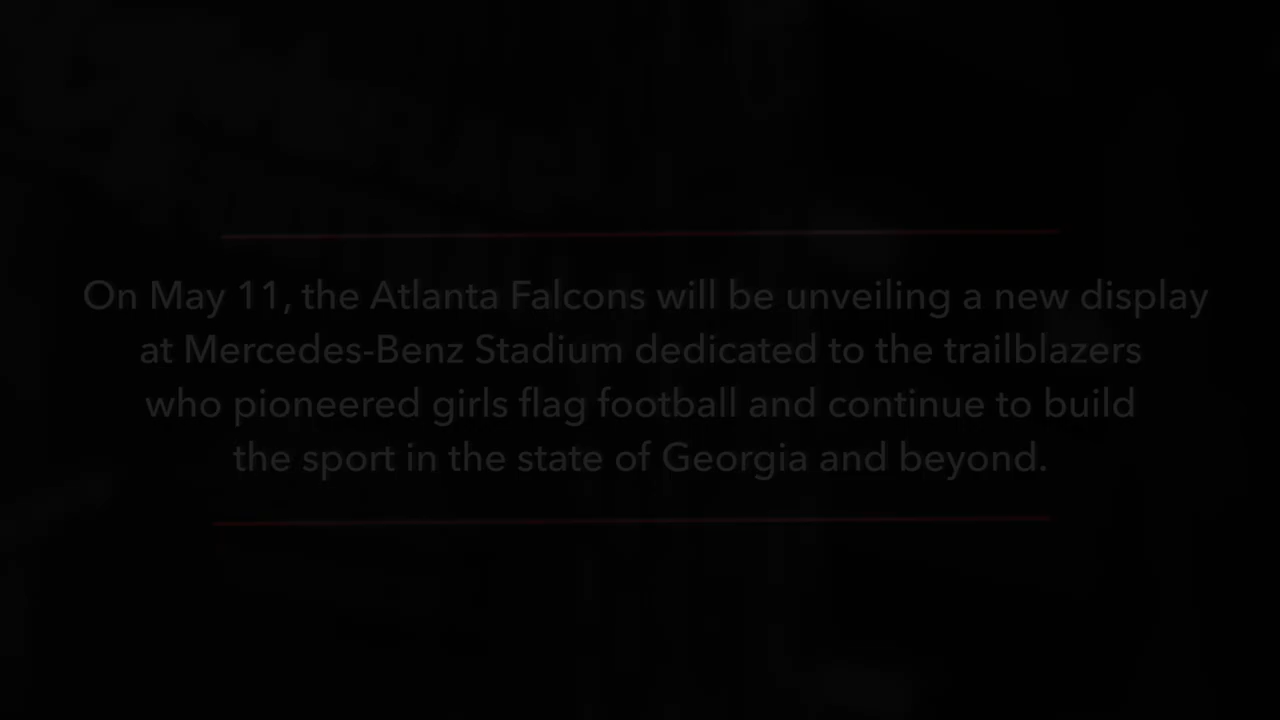 On May 11, the Atlanta Falcons will be unveiling a new display
at Mercedes-Benz Stadium dedicated to the trailblazers
who pioneered girls flag football and continue to build
the sport in the state of Georgia and beyond.